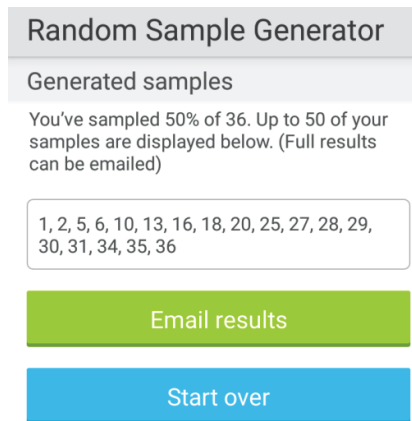 Random Sample Generator
Generated samples
You've sampled 50% of 36. Up to 50 of your
samples are displayed below. (Full results
can be emailed)
1, 2, 5, 6, 10, 13, 16, 18, 20, 25, 27, 28, 29,
30, 31, 34, 35, 36
Email results
Start over